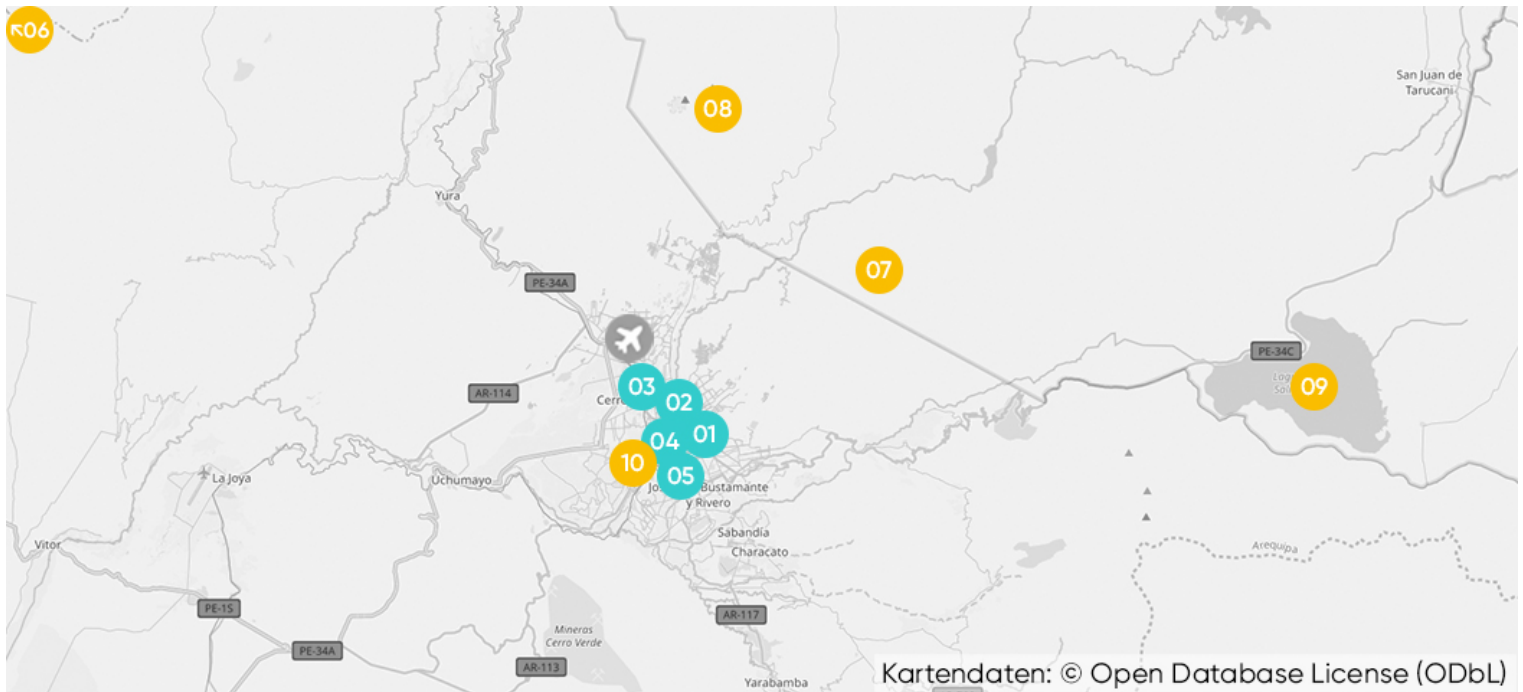 06
San Juan de
Tarucani
08
Yura
07
PE-34A
PE-34C
03
09
AR-114
02
04
01
10
05
La Joya
Uchumayo
Bustamante
y Rivero
Vitor
Sabandía
Characato
Arequipa
PE-1S
AR-117
Mineras
Cerro Verde
PE-34A
AR-113
Yarabamba
Kartendaten: © Open Database License (ODbL)